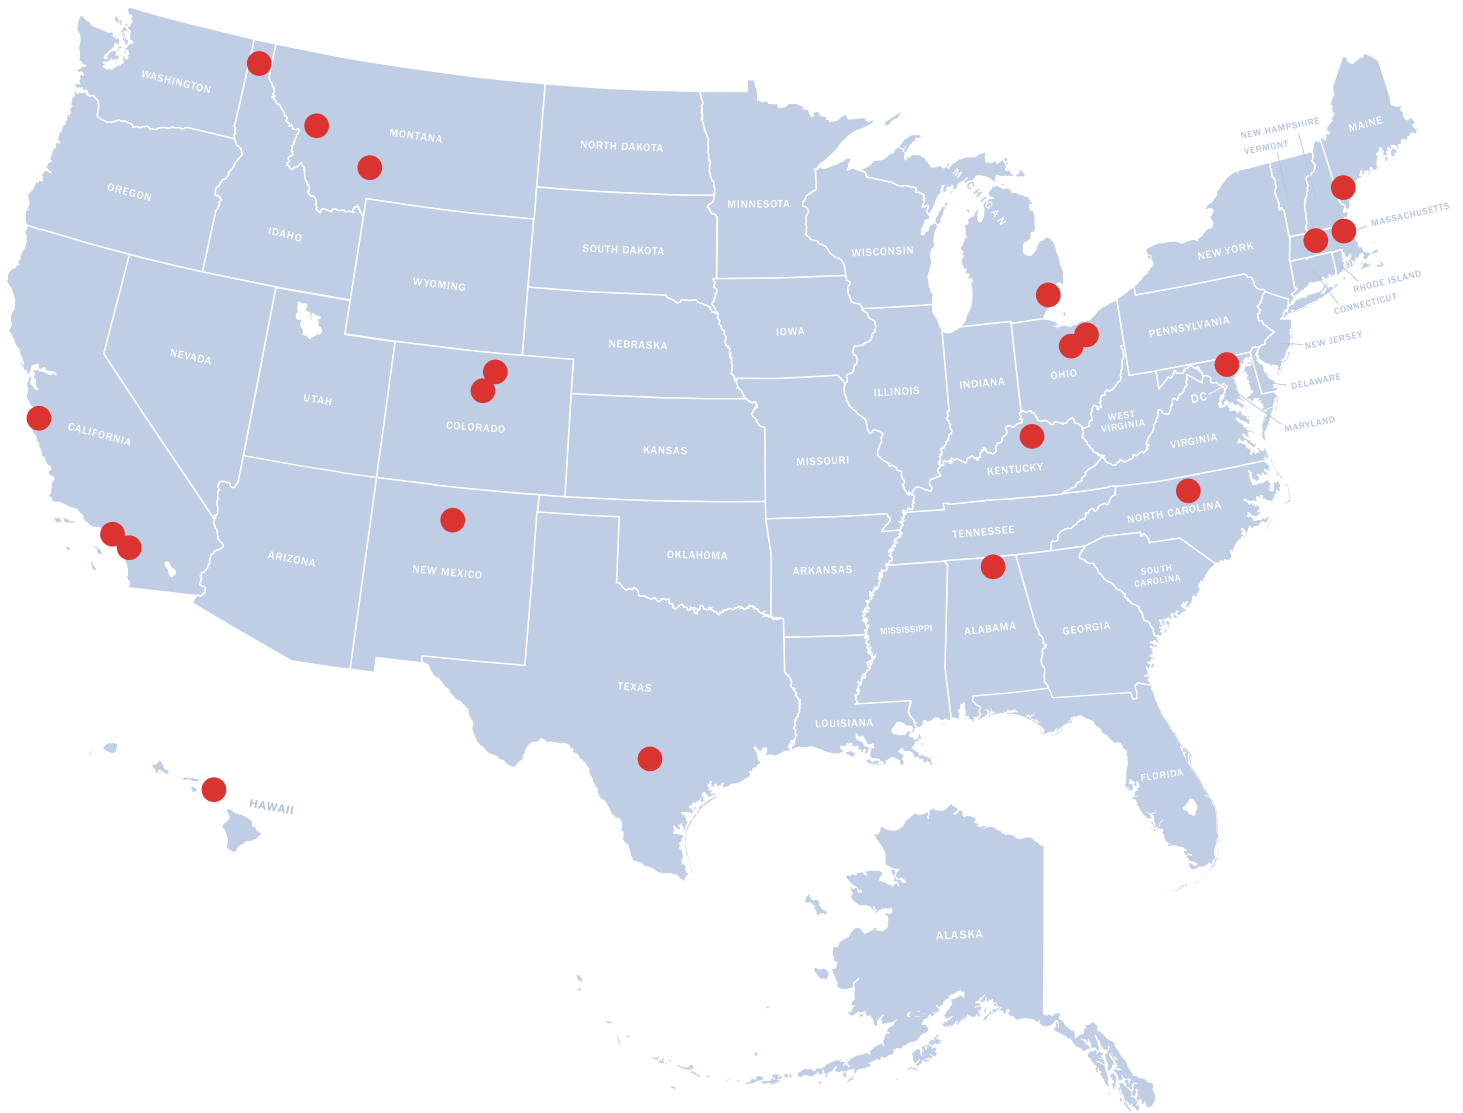 WASHINGTON
MONTANA
NORTH DAKOTA
MINNESOTA
MICHIGAN
NEW HAMPSHIRE
VERMONT
MAINE
OREGON
IDAHO
SOUTH DAKOTA
WISCONSIN
NEW YORK
MASSACHUSETTS
RHODE ISLAND
CONNECTICUT
WYOMING
NEBRASKA
IOWA
PENNSYLVANIA
NEW JERSEY
NEVADA
UTAH
COLORADO
ILLINOIS
INDIANA
OHIO
DELAWARE
DC
MARYLAND
WEST
VIRGINIA
VIRGINIA
CALIFORNIA
KANSAS
MISSOURI
KENTUCKY
ARIZONA
NEW MEXICO
OKLAHOMA
ARKANSAS
TENNESSEE
NORTH CAROLINA
SOUTH
CAROLINA
TEXAS
MISSISSIPPI
ALABAMA
GEORGIA
LOUISIANA
FLORIDA
HAWAII
ALASKA